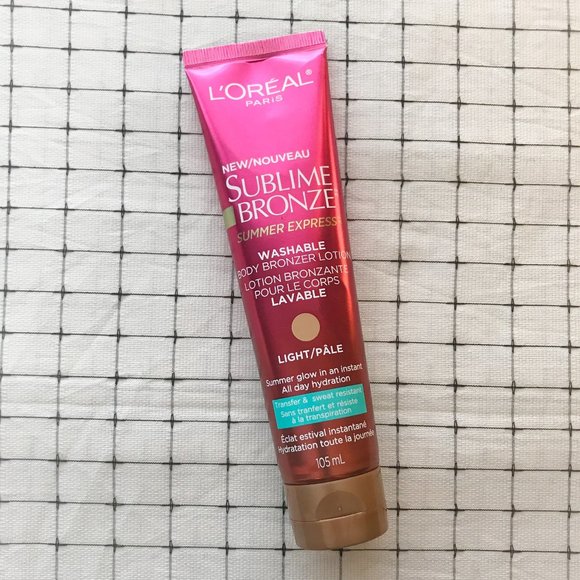 L'ORÉAL®
PARIS
NEW/NOUVEAU
SUBLIME
BRONZE
SUMMER EXPRESS
WASHABLE
BODY BRONZER LOTION
LOTION BRONZANTE
POUR LE CORPS
LAVABLE
LIGHT/PÂLE
Summer glow in an instant
All day hydration
Transfer & sweat resistant
Sans tranfert et résiste
à la transpiration
Éclat estival instantané
Hydratation toute la journée
105 mL